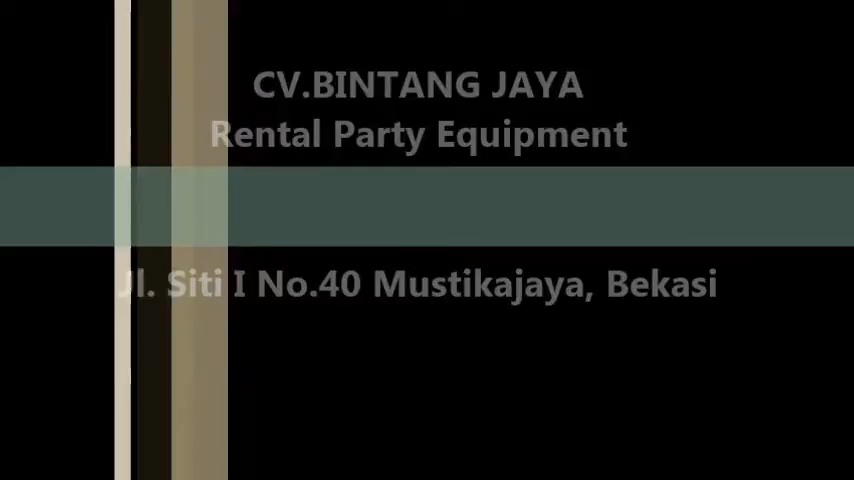 CV.BINTANG JAYA
Rental Party Equipment
Jl. Siti I No.40 Mustikajaya, Bekasi